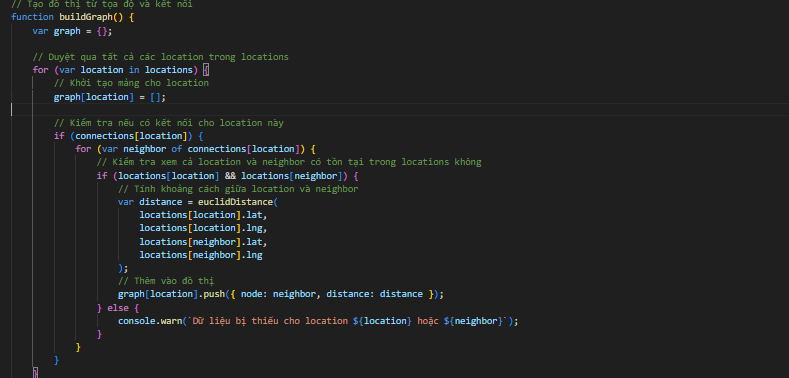 // Tạo đồ thị từ tọa độ và kết nối
function buildGraph() {
    var graph = {};

    // Duyệt qua tất cả các location trong locations
    for (var location in locations) {
        // Khởi tạo mảng cho location
        graph[location] = [];

        // Kiểm tra nếu có kết nối cho location này
        if (connections[location]) {
            for (var neighbor of connections[location]) {
                // Kiểm tra xem cả location và neighbor có tồn tại trong locations không
                if (locations[location] && locations[neighbor]) {
                    // Tính khoảng cách giữa location và neighbor
                    var distance = euclidDistance(
                        locations[location].lat,
                        locations[location].lng,
                        locations[neighbor].lat,
                        locations[neighbor].lng
                    );
                    // Thêm vào đồ thị
                    graph[location].push({ node: neighbor, distance: distance });
                } else {
                    console.warn(`Dữ liệu bị thiếu cho location ${location} hoặc ${neighbor}`);
                }
            }
        }
    }